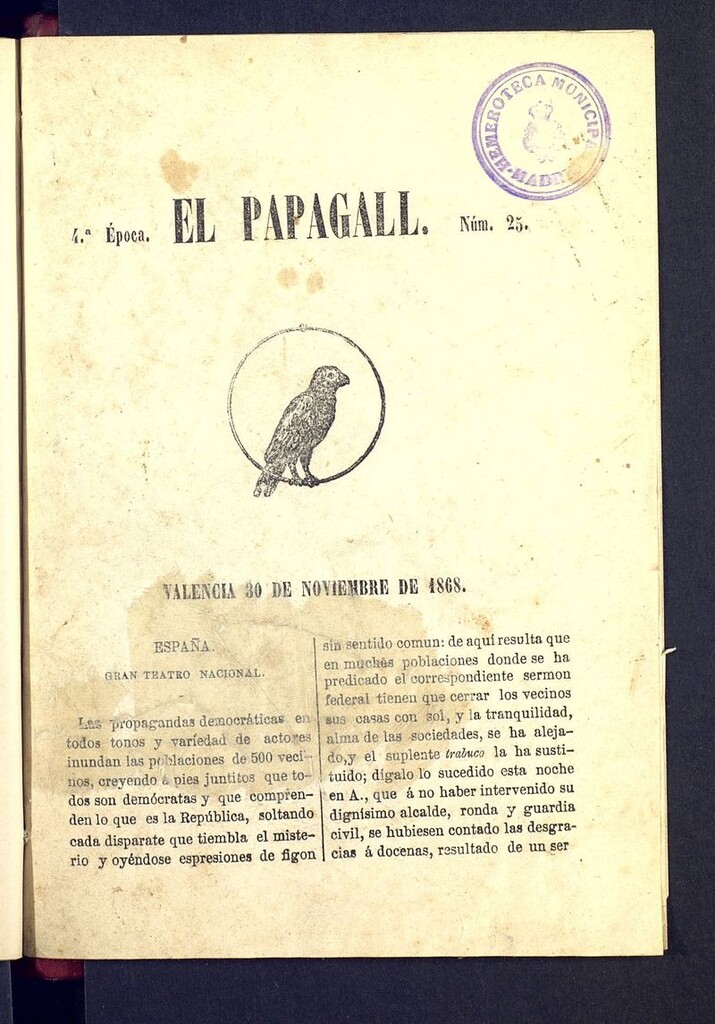 HEMEROTECA MUNICIPAL
MADRID
4.ª Época.
EL PAPAGALL.
Núm. 25.
VALENCIA 30 DE NOVIEMBRE DE 1868.
ESPAÑA.
GRAN TEATRO NACIONAL.
Las propagandas democráticas en
todos tonos y variedad de actores
inundan las poblaciones de 500 veci-
nos, creyendo á pies juntitos que to-
dos son demócratas y que compren-
den lo que es la República, soltando
cada disparate que tiembla el miste-
rio y oyéndose espresiones de figon
sin sentido comun: de aquí resulta que
en muchas poblaciones donde se ha
predicado el correspondiente sermon
federal tienen que cerrar los vecinos
sus casas con sol, y la tranquilidad,
alma de las sociedades, se ha aleja-
do, y el suplente trabuco la ha susti-
tuido; dígalo lo sucedido esta noche
en A., que á no haber intervenido su
dignísimo alcalde, ronda y guardia
civil, se hubiesen contado las desgra-
cias á docenas, resultado de un ser